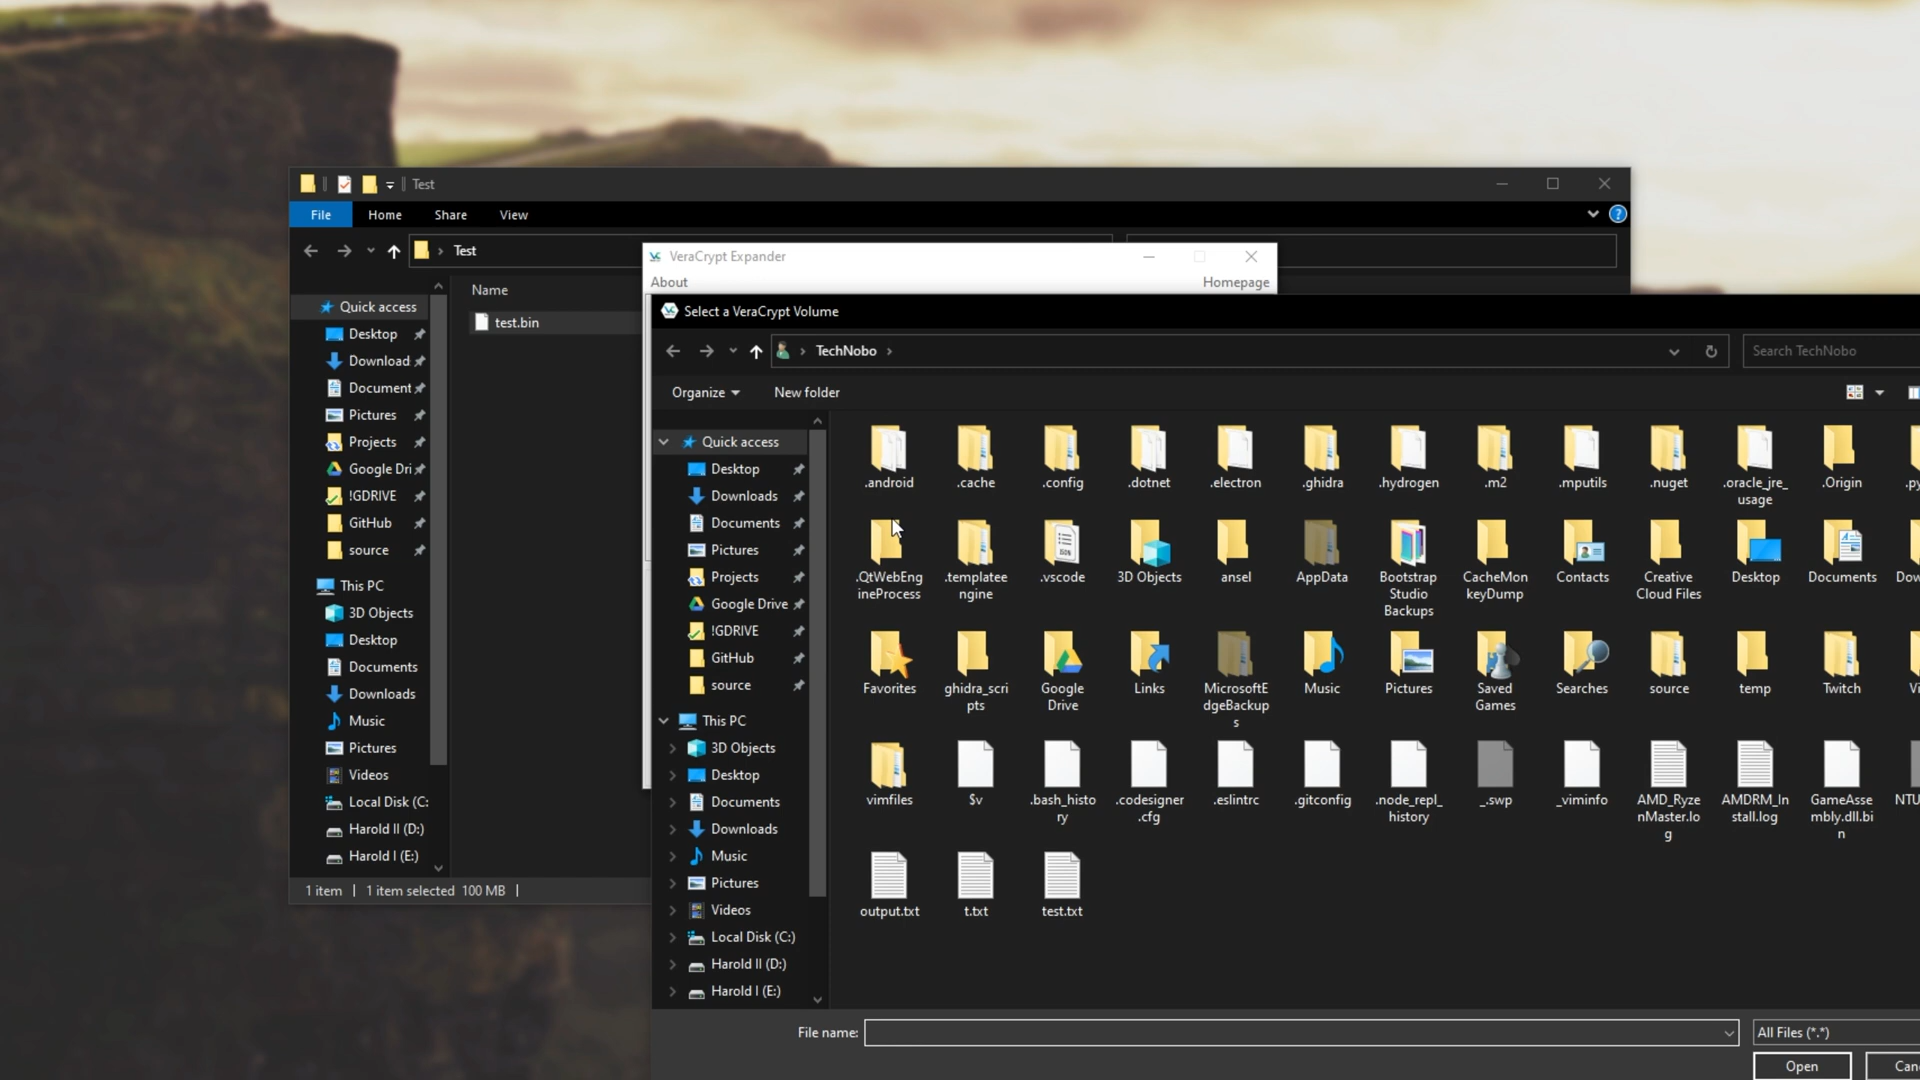 Test
File Home Share View
Test
Name
Quick access
Desktop
Download
Document
Pictures
Projects
Google Dri
!GDRIVE
GitHub
source
This PC
3D Objects
Desktop
Documents
Downloads
Music
Pictures
Videos
Local Disk (C:
Harold II (D:)
Harold I (E:)
test.bin
1 item 1 item selected 100 MB
VeraCrypt Expander
About Homepage
Select a VeraCrypt Volume
TechNobo Search TechNobo
Organize New folder
Quick access
Desktop
Downloads
Documents
Pictures
Projects
Google Drive
!GDRIVE
GitHub
source
This PC
3D Objects
Desktop
Documents
Downloads
Music
Pictures
Videos
Local Disk (C:)
Harold II (D:)
Harold I (E:)
.android
.cache
.config
.dotnet
.electron
.ghidra
.hydrogen
.m2
.mputils
.nuget
.oracle_jre_
usage
.Origin
.QtWebEng
ineProcess
.templatee
ngine
.vscode
3D Objects
ansel
AppData
Bootstrap
Studio
Backups
CacheMon
keyDump
Contacts
Creative
Cloud Files
Desktop
Documents
Favorites
ghidra_scri
pts
Google
Drive
Links
MicrosoftE
dgeBackup
s
Music
Pictures
Saved
Games
Searches
source
temp
Twitch
vimfiles
$v
.bash_histo
ry
.codesigner
.cfg
.eslintrc
.gitconfig
.node_repl_
history
_.swp
_viminfo
AMD_Ryze
nMaster.lo
g
AMDRM_In
stall.log
GameAsse
mbly.dll.bi
n
NTU
output.txt
t.txt
test.txt
File name: All Files (*.*)
Open Can